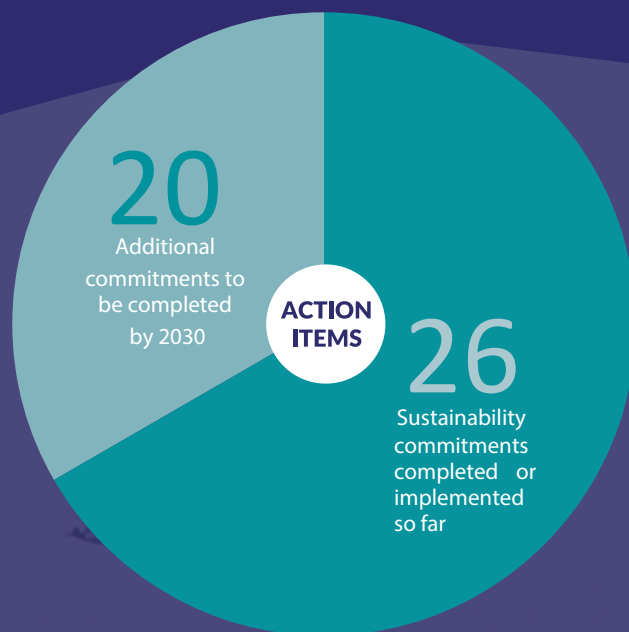 20
Additional
commitments to
be completed
by 2030
ACTION
ITEMS
26
Sustainability
commitments
completed or
implemented
so far